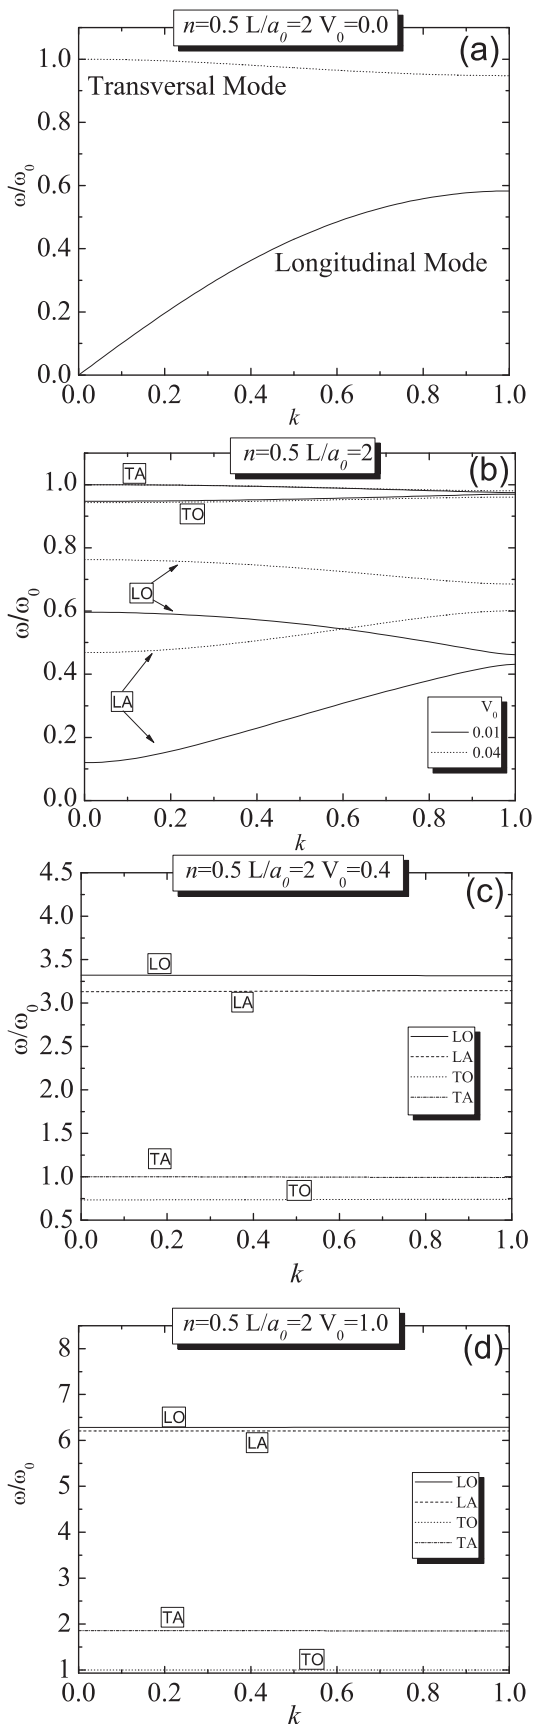 n=0.5 L/a₀=2 V₀=0.0
(a)
1.0
0.8
0.6
0.4
0.2
0.0
ω/ω₀
Transversal Mode
Longitudinal Mode
0.0 0.2 0.4 0.6 0.8 1.0
k
n=0.5 L/a₀=2
(b)
TA
TO
LO
LA
1.0
0.8
0.6
0.4
0.2
0.0
ω/ω₀
V₀
0.01
0.04
0.0 0.2 0.4 0.6 0.8 1.0
k
n=0.5 L/a₀=2 V₀=0.4
(c)
4.5
4.0
3.5
3.0
2.5
2.0
1.5
1.0
0.5
ω/ω₀
LO
LA
LO
LA
TO
TA
TA
TO
0.0 0.2 0.4 0.6 0.8 1.0
k
n=0.5 L/a₀=2 V₀=1.0
(d)
8
7
6
5
4
3
2
1
ω/ω₀
LO
LA
LO
LA
TO
TA
TA
TO
0.0 0.2 0.4 0.6 0.8 1.0
k